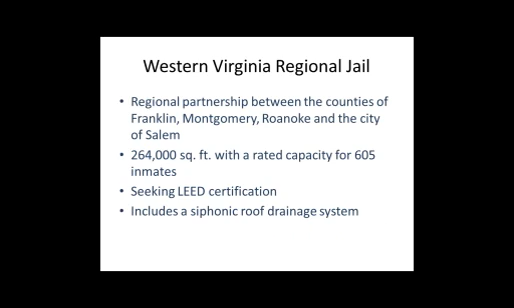 Western Virginia Regional Jail
• Regional partnership between the counties of
Franklin, Montgomery, Roanoke and the city
of Salem
• 264,000 sq. ft. with a rated capacity for 605
inmates
• Seeking LEED certification
• Includes a siphonic roof drainage system